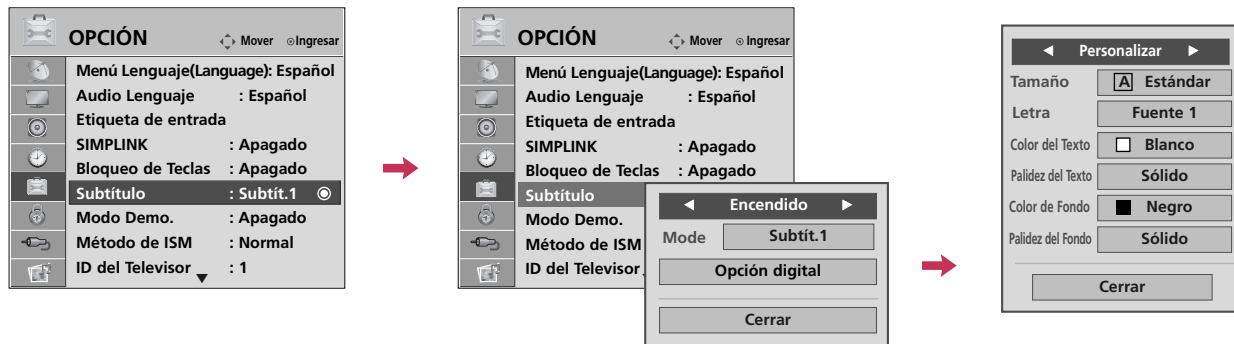 OPCIÓN Mover Ingresar
Menú Lenguaje(Language): Español
Audio Lenguaje : Español
Etiqueta de entrada
SIMPLINK : Apagado
Bloqueo de Teclas : Apagado
Subtítulo : Subtít.1
Modo Demo. : Apagado
Método de ISM : Normal
ID del Televisor : 1
OPCIÓN Mover Ingresar
Menú Lenguaje(Language): Español
Audio Lenguaje : Español
Etiqueta de entrada
SIMPLINK : Apagado
Bloqueo de Teclas : Apagado
Subtítulo
Modo Demo.
Método de ISM
ID del Televisor
Encendido
Mode Subtít.1
Opción digital
Cerrar
Personalizar
Tamaño A Estándar
Letra Fuente 1
Color del Texto Blanco
Palidez del Texto Sólido
Color de Fondo Negro
Palidez del Fondo Sólido
Cerrar